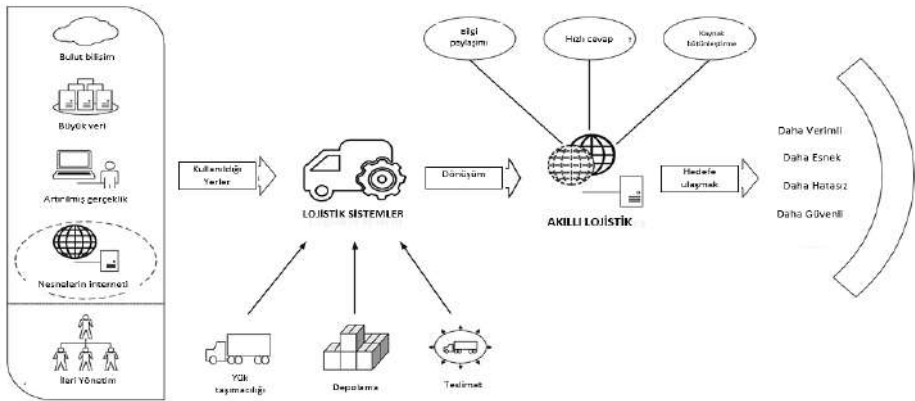 Bulut bilişim
Büyük veri
Artırılmış gerçeklik
Nesnelerin interneti
İleri Yönetim
Kullanıldığı
Yerler
LOJİSTİK SİSTEMLER
Yük
taşımacılığı
Depolama
Teslimat
Dönüşüm
Bilgi
paylaşımı
Hızlı cevap ?
Kaynak
bütünleştirme
AKILLI LOJİSTİK
Hedefe
ulaşmak
Daha Verimli
Daha Esnek
Daha Hatasız
Daha Güvenli